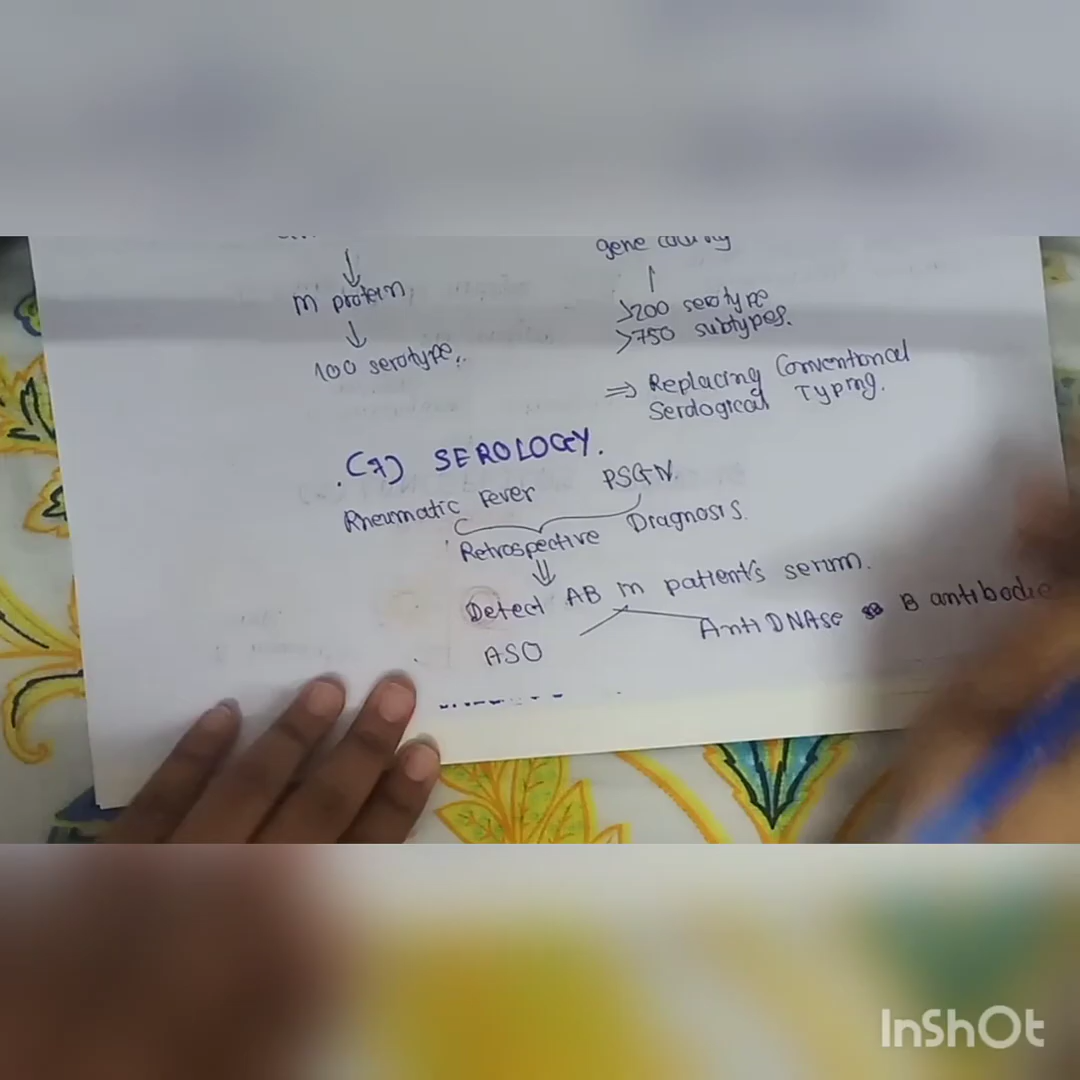 M protein
100 serotype.
gene coding
>200 serotype
>750 subtypes.
⇒ Replacing Conventional
Serological Typing.
(7) SEROLOGY.
Rheumatic Fever PSGN.
Retrospective Diagnosis.
Detect AB in patient's serum.
ASO
Anti DNAse B antibodie
InShOt